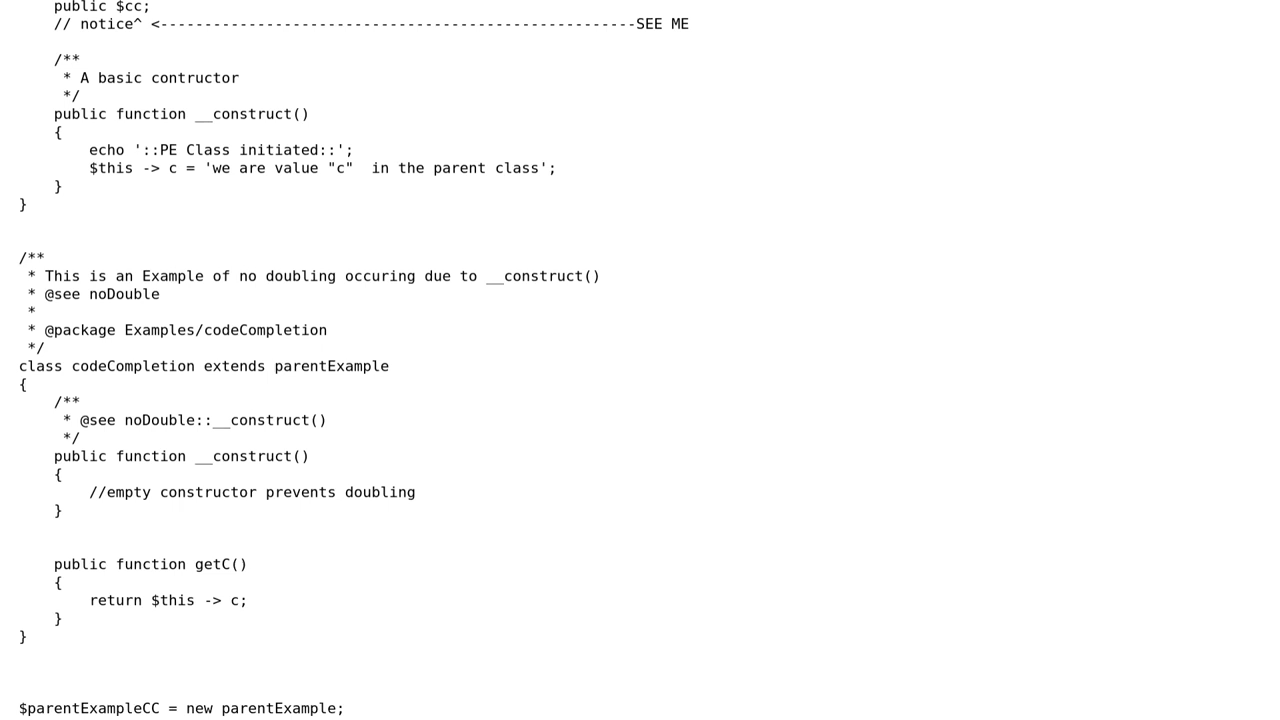 public $cc;
    // notice^ <------------------------------------------------------SEE ME

    /**
     * A basic contructor
     */
    public function __construct()
    {
        echo '::PE Class initiated::';
        $this -> c = 'we are value "c"  in the parent class';
    }
}


/**
 * This is an Example of no doubling occuring due to __construct()
 * @see noDouble
 *
 * @package Examples/codeCompletion
 */
class codeCompletion extends parentExample
{
    /**
     * @see noDouble::__construct()
     */
    public function __construct()
    {
        //empty constructor prevents doubling
    }


    public function getC()
    {
        return $this -> c;
    }
}



$parentExampleCC = new parentExample;